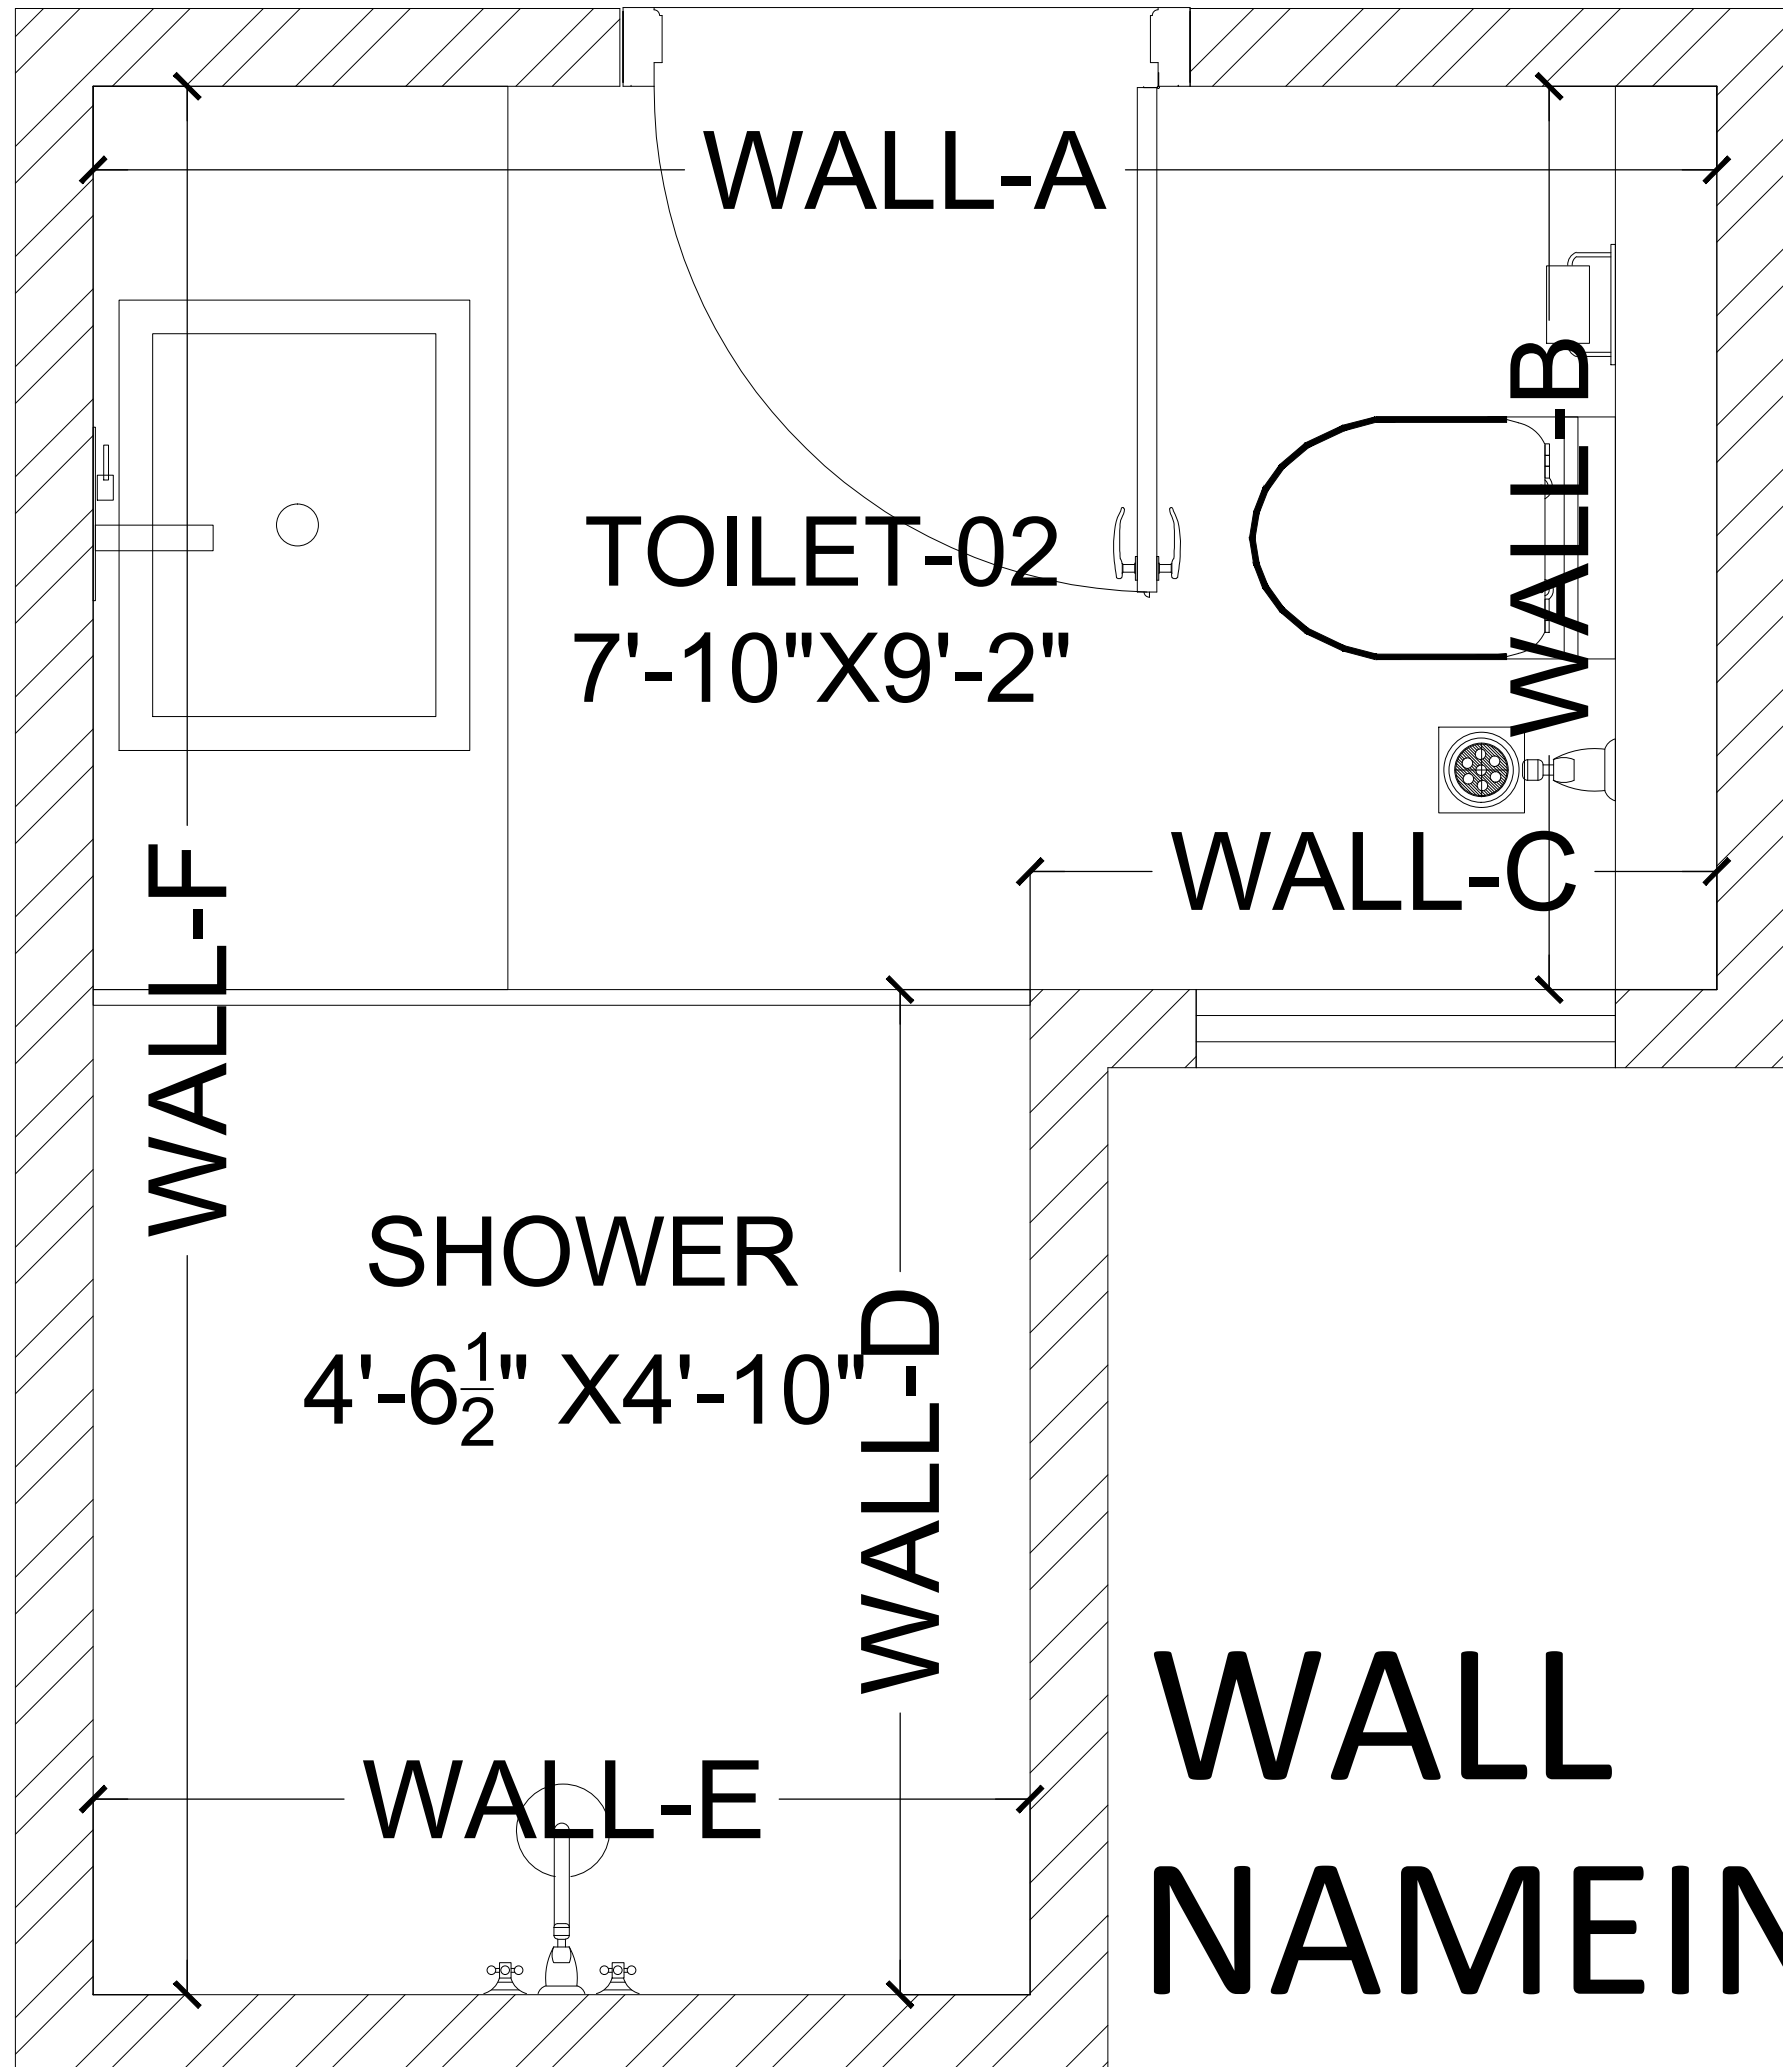 WALL-A
WALL-B
TOILET-02
7'-10"X9'-2"
WALL-C
WALL-F
SHOWER
4'-6½" X4'-10"
WALL-D
WALL-E
WALL
NAMEIN